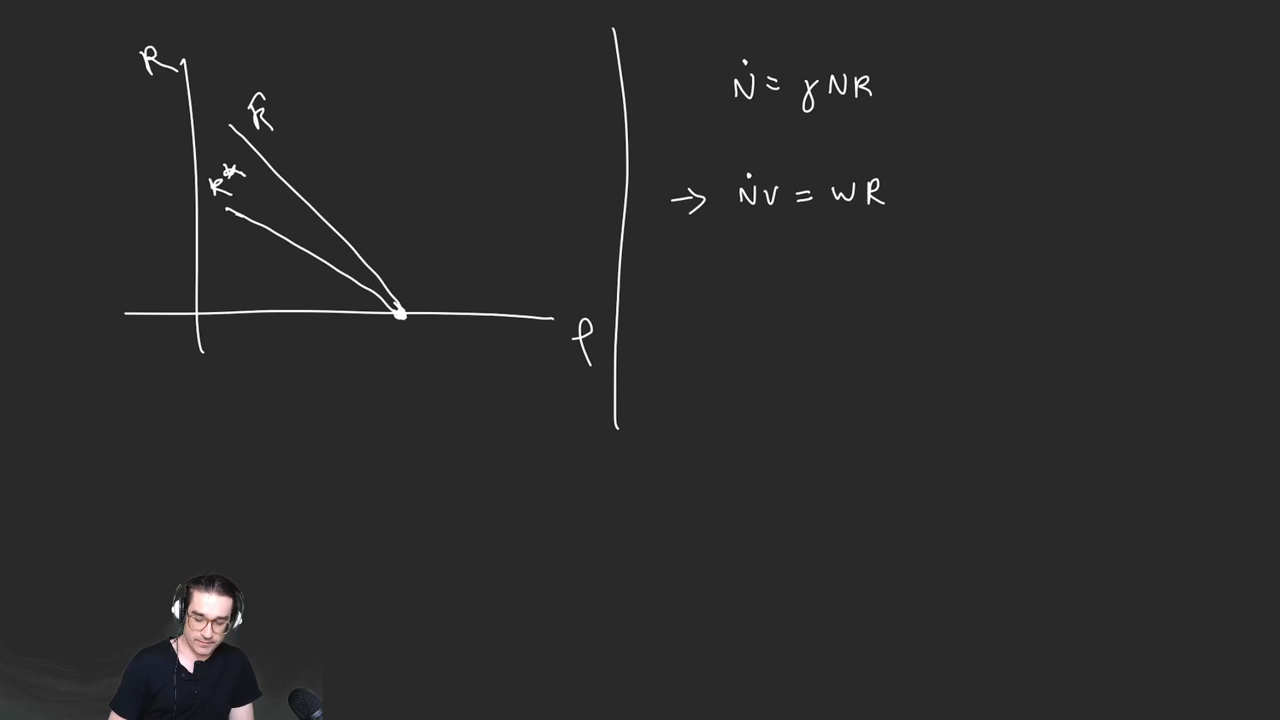 R
R̂
R*
ρ
Ṅ = γNR
→ ṄV = wR